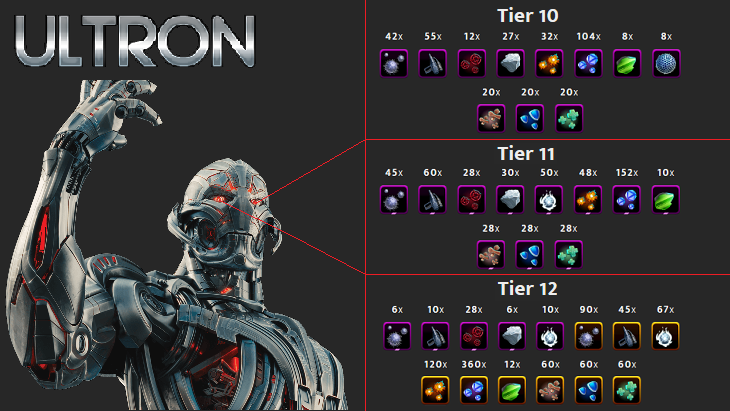 ULTRON
Tier 10
42x 55x 12x 27x 32x 104x 8x 8x
20x 20x 20x
Tier 11
45x 60x 28x 30x 50x 48x 152x 10x
28x 28x 28x
Tier 12
6x 10x 28x 6x 10x 90x 45x 67x
120x 360x 12x 60x 60x 60x